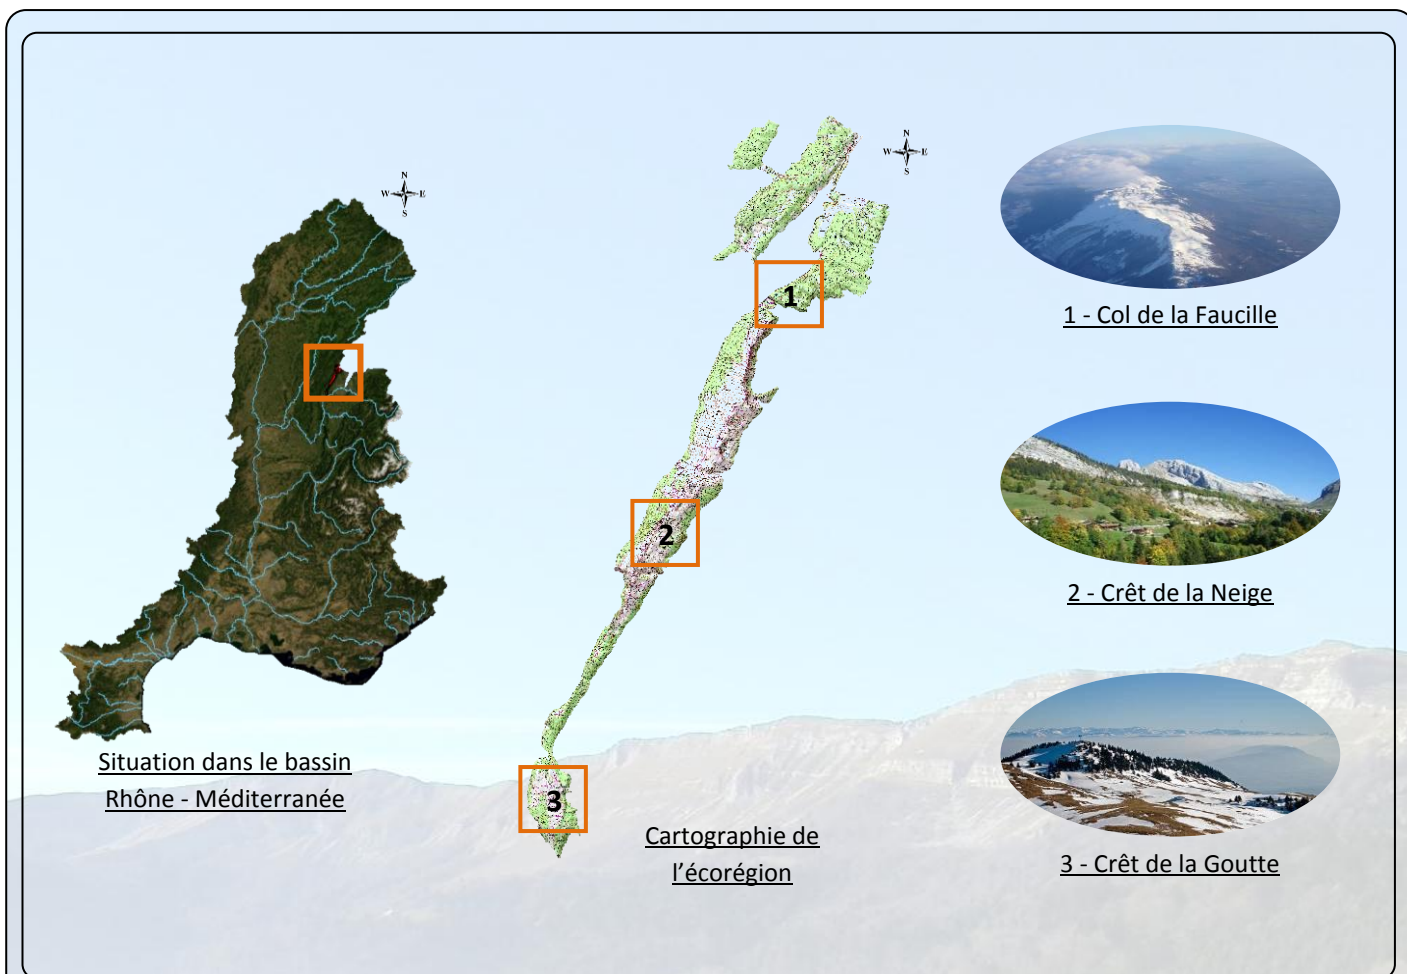 N
W E
S
Situation dans le bassin
Rhône - Méditerranée
N
W E
S
1
2
3
Cartographie de
l’écorégion
1 - Col de la Faucille
2 - Crêt de la Neige
3 - Crêt de la Goutte